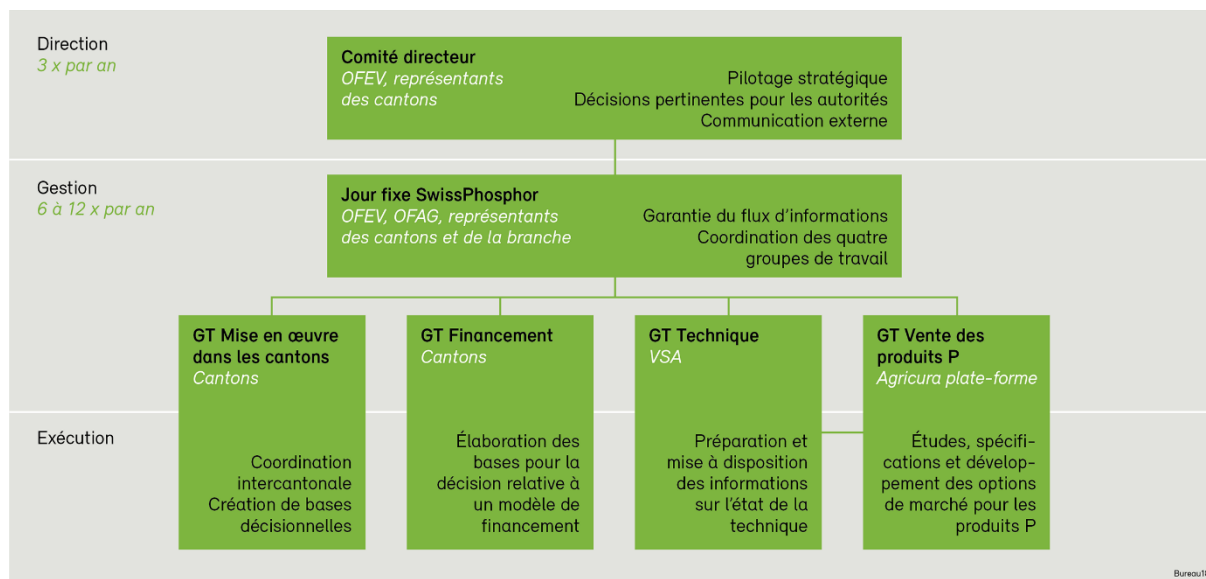 Direction
3 x par an
Comité directeur
OFEV, représentants
des cantons
Pilotage stratégique
Décisions pertinentes pour les autorités
Communication externe
Gestion
6 à 12 x par an
Jour fixe SwissPhosphor
OFEV, OFAG, représentants
des cantons et de la branche
Garantie du flux d'informations
Coordination des quatre
groupes de travail
GT Mise en œuvre
dans les cantons
Cantons
GT Financement
Cantons
GT Technique
VSA
GT Vente des
produits P
Agricura plate-forme
Exécution
Coordination
intercantonale
Création de bases
décisionnelles
Élaboration des
bases pour la
décision relative à
un modèle de
financement
Préparation et
mise à disposition
des informations
sur l'état de la
technique
Études, spécifi-
cations et dévelop-
pement des options
de marché pour les
produits P